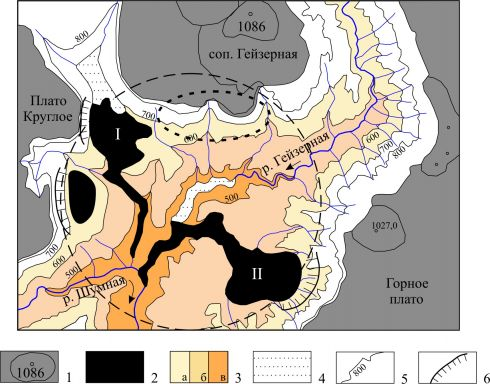 1086
соп. Гейзерная
800
Плато
Круглое
700
600
I
р. Гейзерная
600
700
800
500
1027,0
700
600
500
р. Шумная
II
Горное
плато
1086
1
2
а
б
в
3
4
800
5
6